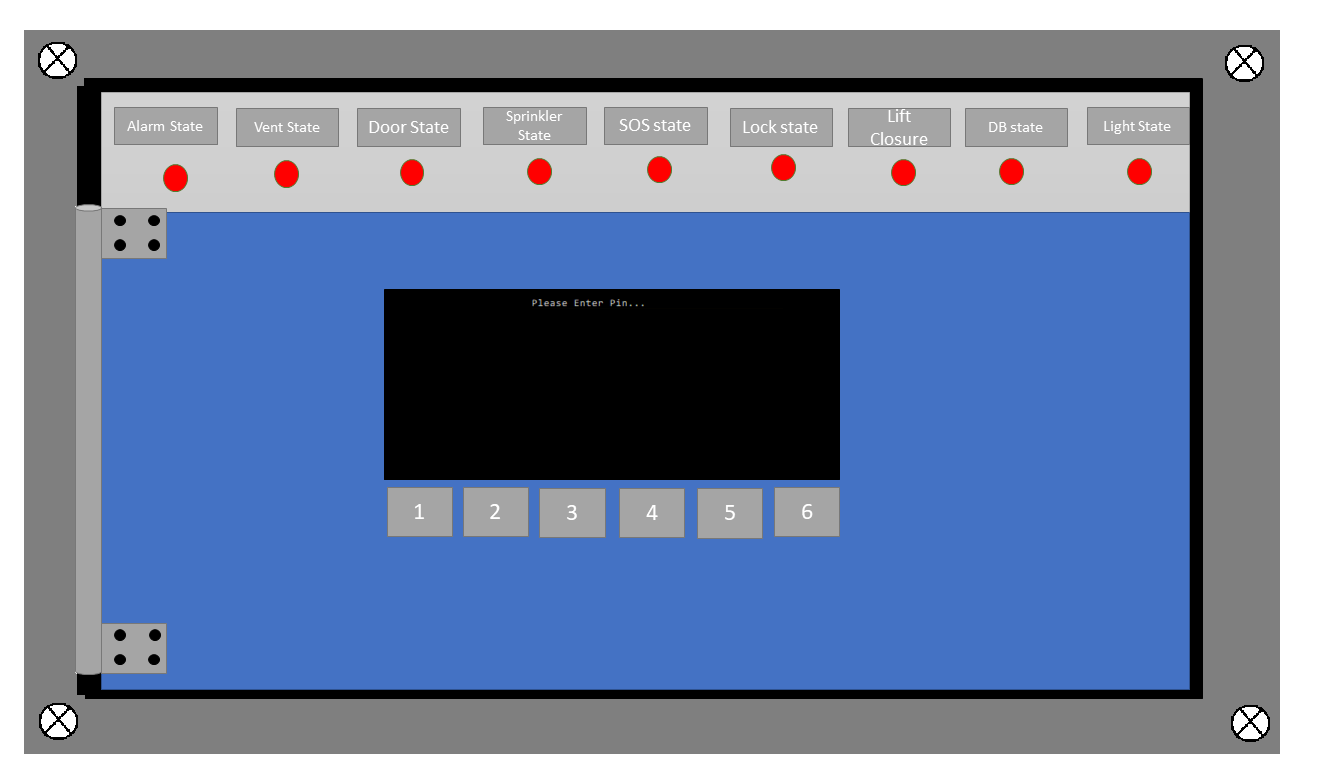 Alarm State
Vent State
Door State
Sprinkler
State
SOS state
Lock state
Lift
Closure
DB state
Light State
Please Enter Pin...
1
2
3
4
5
6